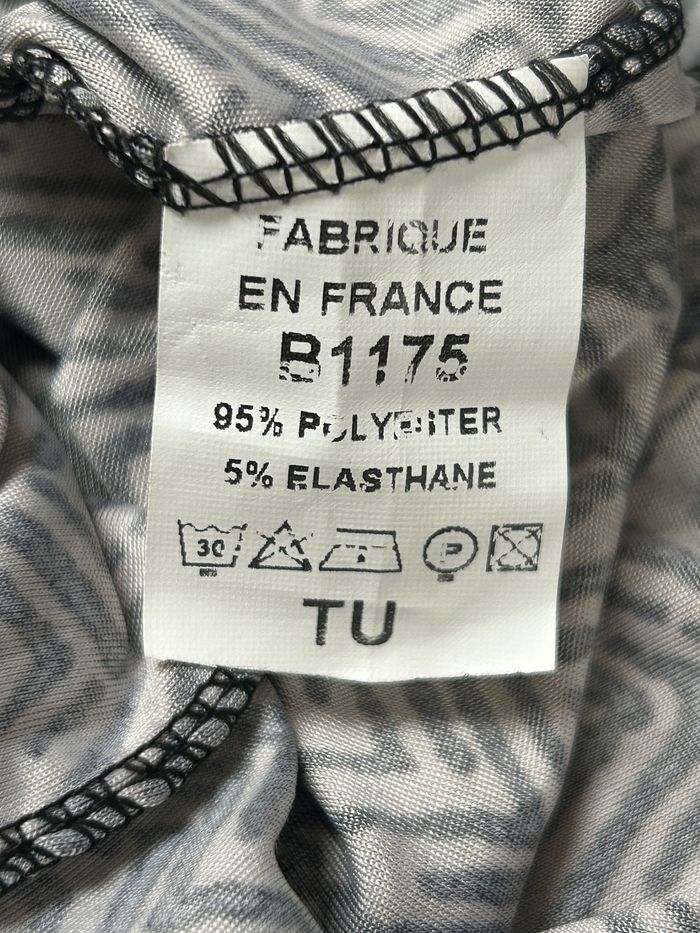 FABRIQUE
EN FRANCE
B1175
95% POLYESTER
5% ELASTHANE
30 P
TU